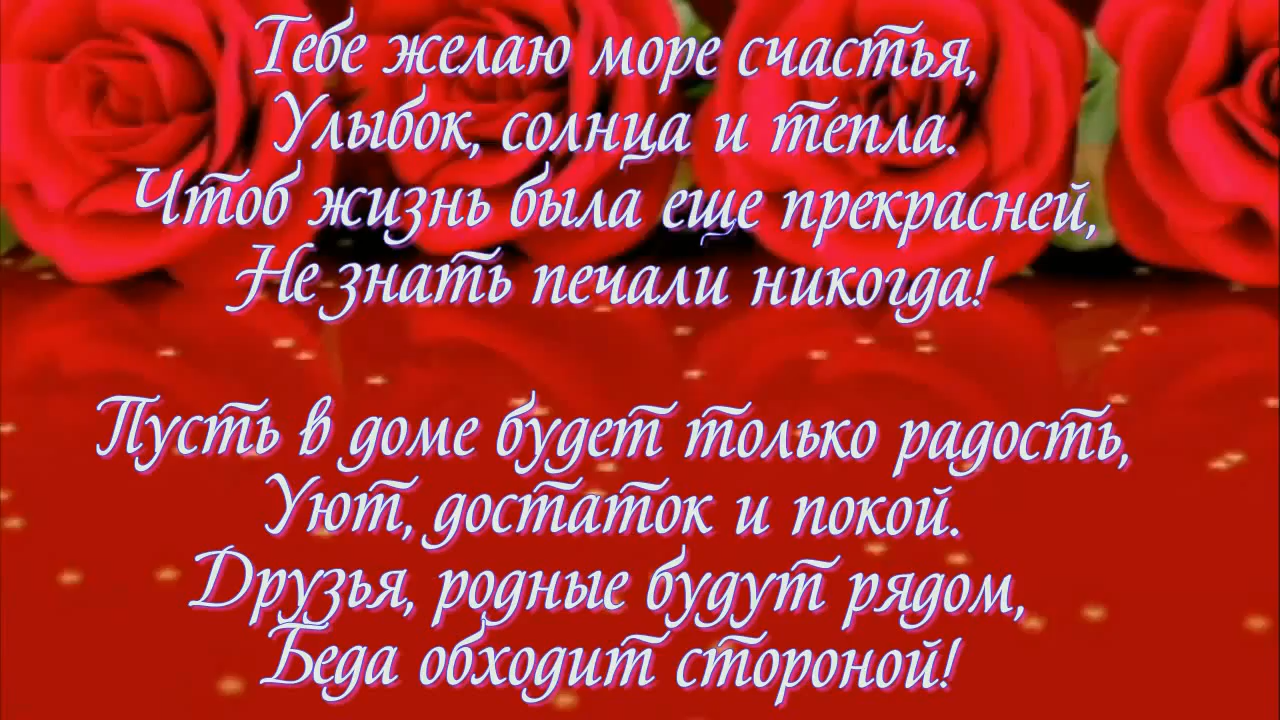 Тебе желаю море счастья,
Улыбок, солнца и тепла.
Чтоб жизнь была еще прекрасней,
Не знать печали никогда!
Пусть в доме будет только радость,
Уют, достаток и покой.
Друзья, родные будут рядом,
Беда обходит стороной!